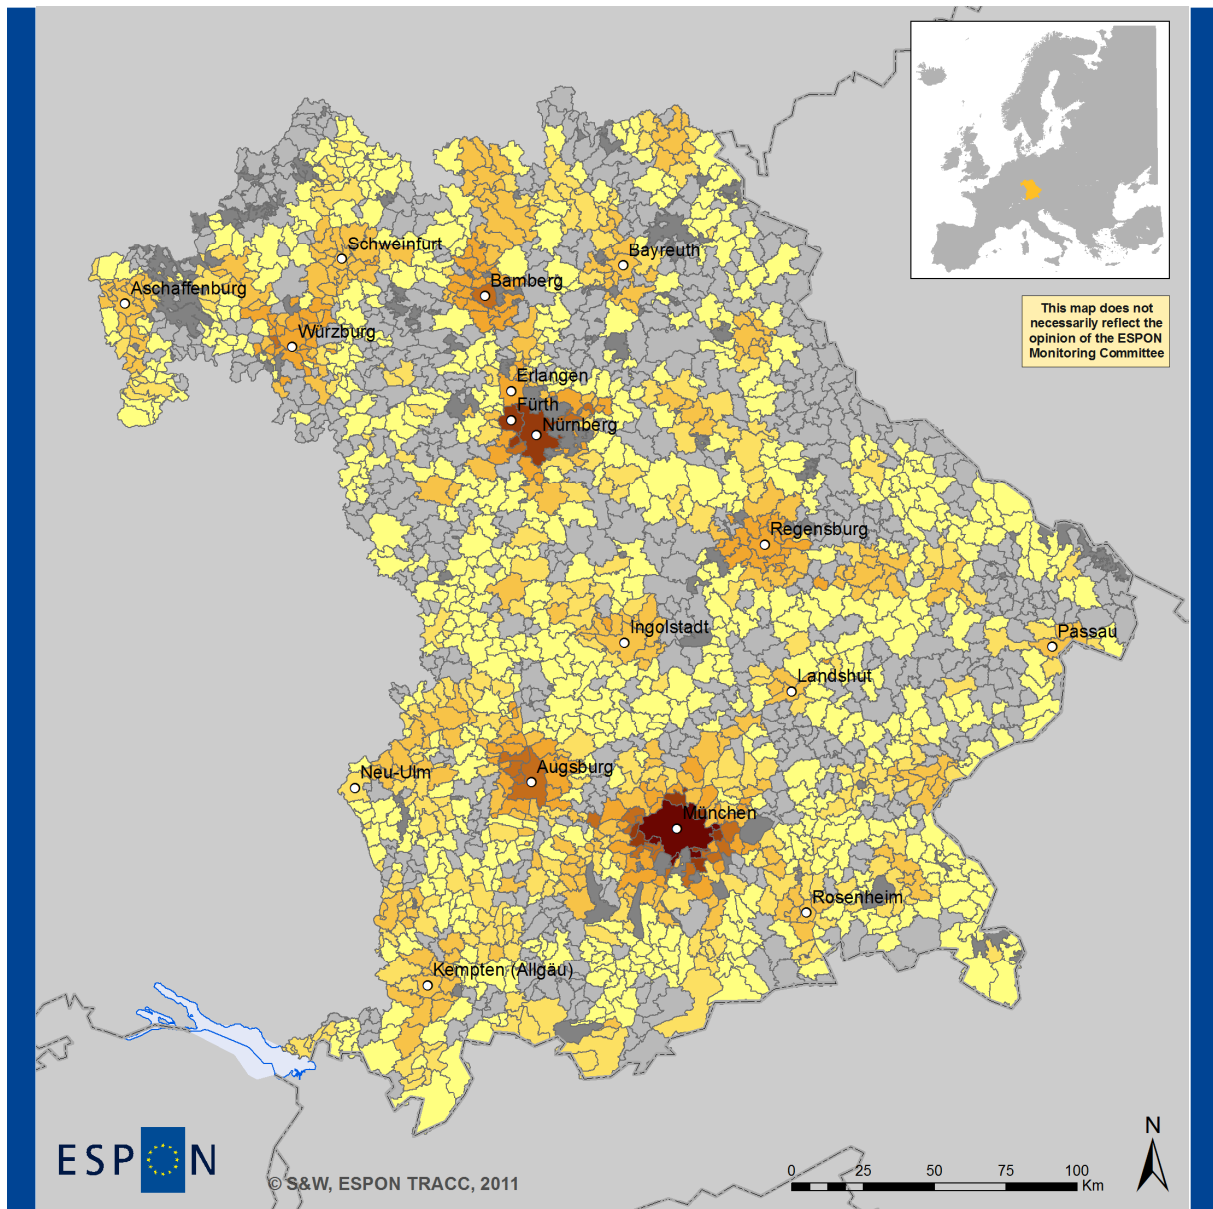 This map does not
necessarily reflect the
opinion of the ESPON
Monitoring Committee
Schweinfurt
Bayreuth
Aschaffenburg
Bamberg
Würzburg
Erlangen
Fürth
Nürnberg
Regensburg
Ingolstadt
Passau
Landshut
Neu-Ulm
Augsburg
München
Rosenheim
Kempten (Allgäu)
ESPON
© S&W, ESPON TRACC, 2011
N
0 25 50 75 100
Km